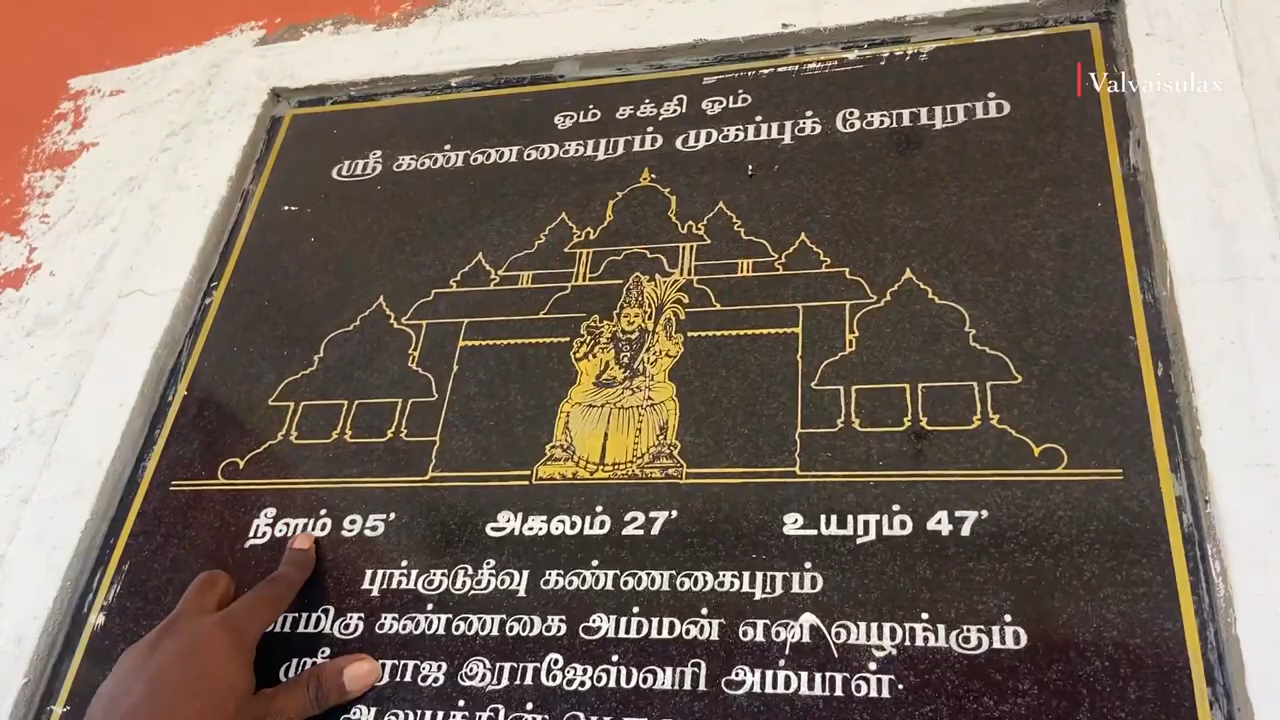 Valvaisulax
ஓம் சக்தி ஓம்
ஸ்ரீ கண்ணகைபுரம் முகப்புக் கோபுரம்
நீளம் 95' அகலம் 27' உயரம் 47'
புங்குடுதீவு கண்ணகைபுரம்
கண்ணகை அம்மன் என வழங்கும்
ஸ்ரீ இராஜேஸ்வரி அம்பாள்